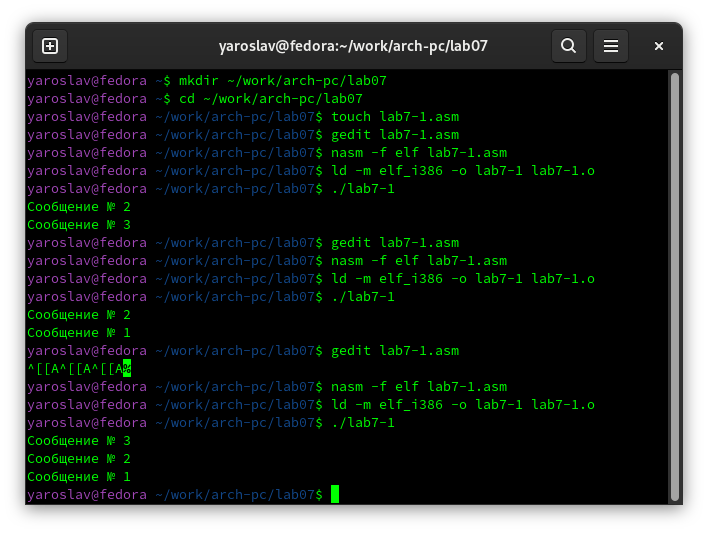 yaroslav@fedora:~/work/arch-pc/lab07
yaroslav@fedora ~$ mkdir ~/work/arch-pc/lab07
yaroslav@fedora ~$ cd ~/work/arch-pc/lab07
yaroslav@fedora ~/work/arch-pc/lab07$ touch lab7-1.asm
yaroslav@fedora ~/work/arch-pc/lab07$ gedit lab7-1.asm
yaroslav@fedora ~/work/arch-pc/lab07$ nasm -f elf lab7-1.asm
yaroslav@fedora ~/work/arch-pc/lab07$ ld -m elf_i386 -o lab7-1 lab7-1.o
yaroslav@fedora ~/work/arch-pc/lab07$ ./lab7-1
Сообщение № 2
Сообщение № 3
yaroslav@fedora ~/work/arch-pc/lab07$ gedit lab7-1.asm
yaroslav@fedora ~/work/arch-pc/lab07$ nasm -f elf lab7-1.asm
yaroslav@fedora ~/work/arch-pc/lab07$ ld -m elf_i386 -o lab7-1 lab7-1.o
yaroslav@fedora ~/work/arch-pc/lab07$ ./lab7-1
Сообщение № 2
Сообщение № 1
yaroslav@fedora ~/work/arch-pc/lab07$ gedit lab7-1.asm
^[[A^[[A^[[A%
yaroslav@fedora ~/work/arch-pc/lab07$ nasm -f elf lab7-1.asm
yaroslav@fedora ~/work/arch-pc/lab07$ ld -m elf_i386 -o lab7-1 lab7-1.o
yaroslav@fedora ~/work/arch-pc/lab07$ ./lab7-1
Сообщение № 3
Сообщение № 2
Сообщение № 1
yaroslav@fedora ~/work/arch-pc/lab07$